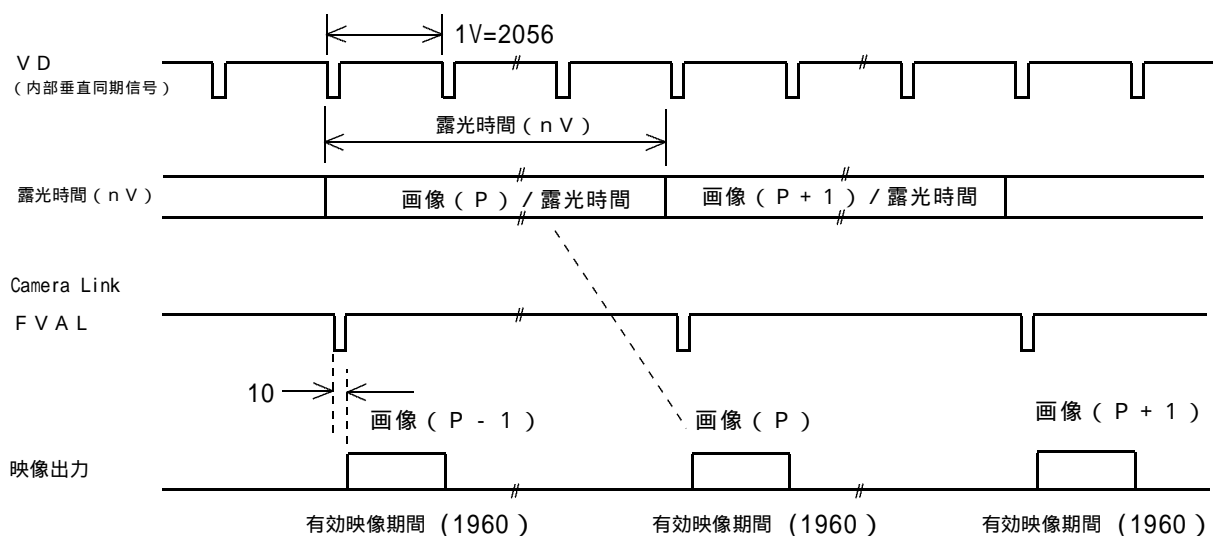 1V=2056
ＶＤ
(内部垂直同期信号)
露光時間(ｎＶ)
露光時間(ｎＶ)
画像(Ｐ)/露光時間
画像(Ｐ+１)/露光時間
Camera Link
ＦＶＡＬ
10
画像(Ｐ-１)
画像(Ｐ)
画像(Ｐ+１)
映像出力
有効映像期間 (1960)
有効映像期間 (1960)
有効映像期間 (1960)